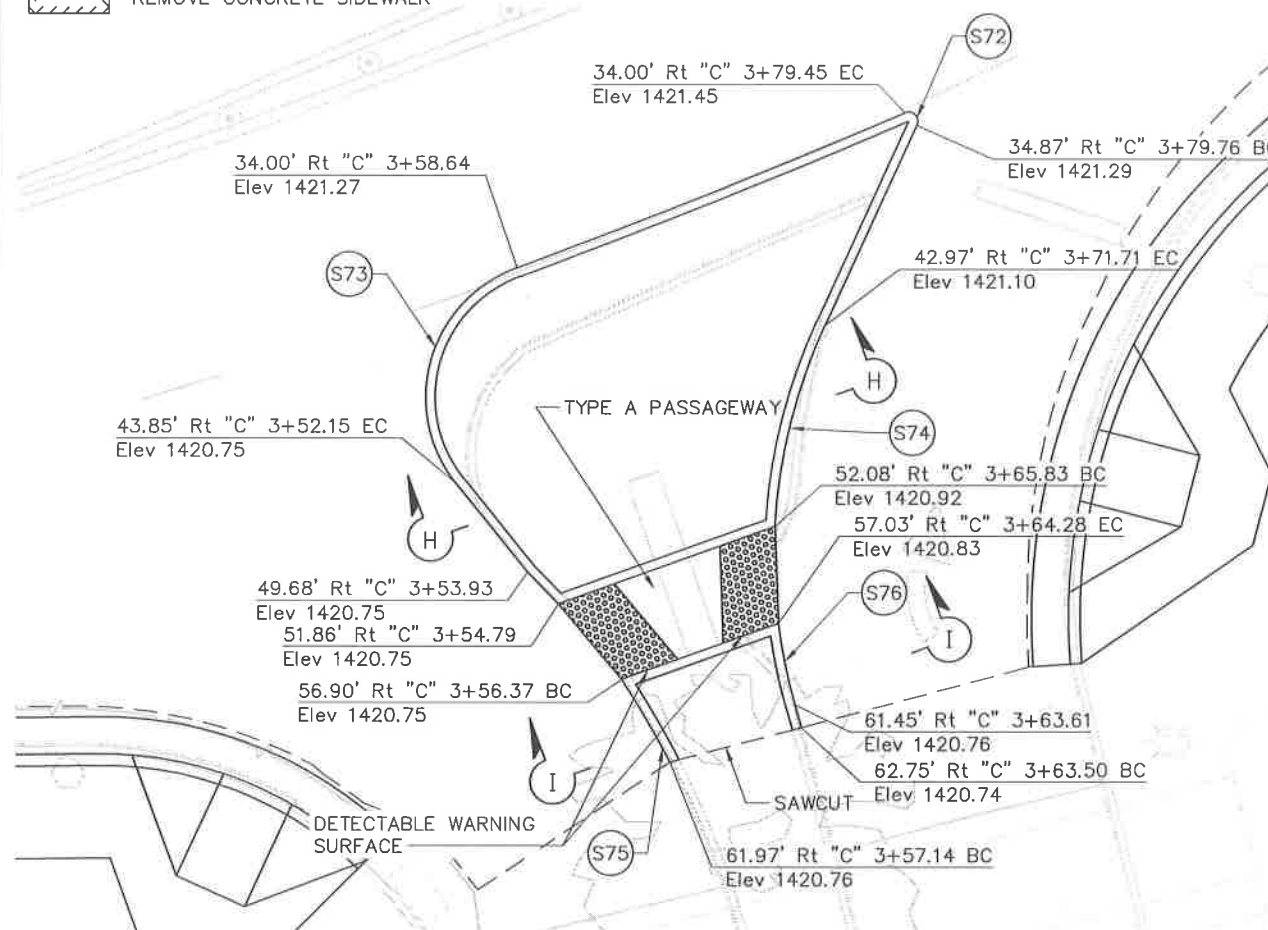 REMOVE CONCRETE SIDEWALK
S72
34.00' Rt "C" 3+79.45 EC
Elev 1421.45
34.87' Rt "C" 3+79.76 BC
Elev 1421.29
34.00' Rt "C" 3+58.64
Elev 1421.27
S73
42.97' Rt "C" 3+71.71 EC
Elev 1421.10
H
TYPE A PASSAGEWAY
S74
43.85' Rt "C" 3+52.15 EC
Elev 1420.75
52.08' Rt "C" 3+65.83 BC
Elev 1420.92
H
57.03' Rt "C" 3+64.28 EC
Elev 1420.83
49.68' Rt "C" 3+53.93
Elev 1420.75
S76
51.86' Rt "C" 3+54.79
Elev 1420.75
I
56.90' Rt "C" 3+56.37 BC
Elev 1420.75
61.45' Rt "C" 3+63.61
Elev 1420.76
62.75' Rt "C" 3+63.50 BC
Elev 1420.74
I
SAWCUT
DETECTABLE WARNING
SURFACE
S75
61.97' Rt "C" 3+57.14 BC
Elev 1420.76